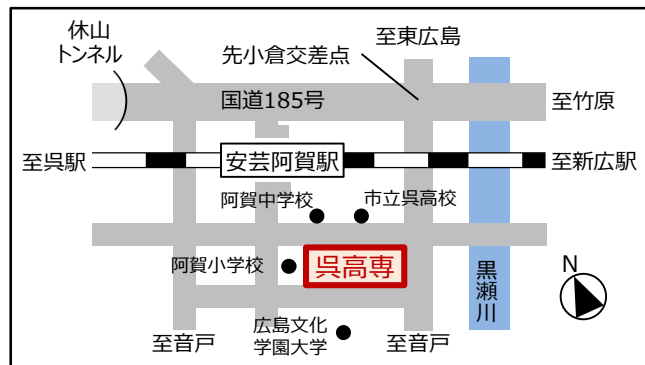 休山
トンネル
先小倉交差点
至東広島
国道185号
至竹原
至呉駅
安芸阿賀駅
至新広駅
阿賀中学校
市立呉高校
阿賀小学校
呉高専
黒瀬川
N
広島文化
学園大学
至音戸
至音戸